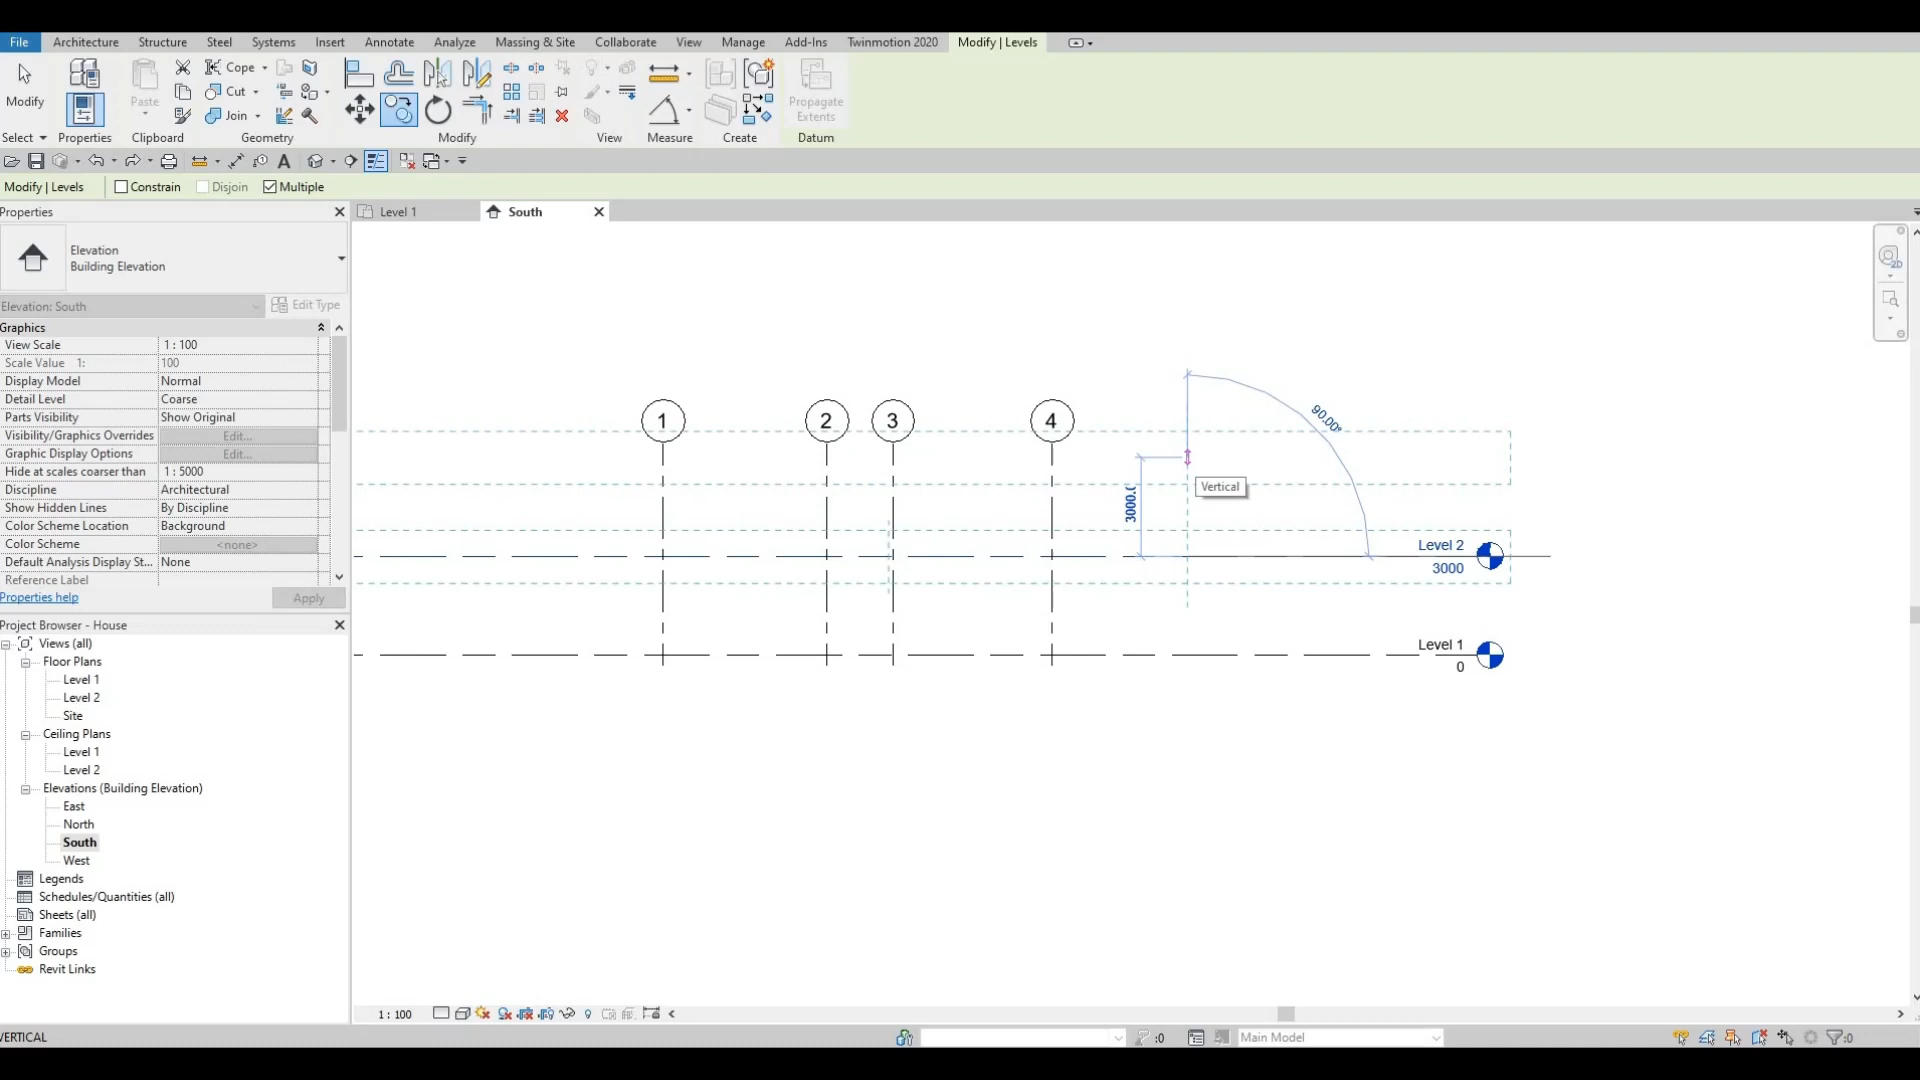 File Architecture Structure Steel Systems Insert Annotate Analyze Massing & Site Collaborate View Manage Add-Ins Twinmotion 2020 Modify | Levels
Cope
Cut
Join
Modify
Paste
Propagate
Extents
Select Properties Clipboard Geometry Modify View Measure Create Datum
A
Modify | Levels Constrain Disjoin Multiple
Properties
Level 1
South
Elevation
Building Elevation
Elevation: South Edit Type
Graphics
View Scale 1 : 100
Scale Value 1: 100
Display Model Normal
Detail Level Coarse
Parts Visibility Show Original
Visibility/Graphics Overrides Edit...
Graphic Display Options Edit...
Hide at scales coarser than 1 : 5000
Discipline Architectural
Show Hidden Lines By Discipline
Color Scheme Location Background
Color Scheme <none>
Default Analysis Display St... None
Reference Label
Properties help Apply
Project Browser - House
Views (all)
Floor Plans
Level 1
Level 2
Site
Ceiling Plans
Level 1
Level 2
Elevations (Building Elevation)
East
North
South
West
Legends
Schedules/Quantities (all)
Sheets (all)
Families
Groups
Revit Links
2D
1 2 3 4
90.00°
Vertical
3000.0
Level 2
3000
Level 1
0
1 : 100
VERTICAL
:0
Main Model
:0